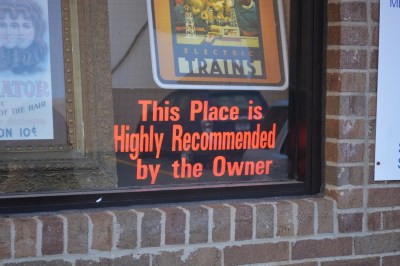 ELECTRIC
TRAINS
ATOR
OF THE HAIR
ON 10¢
This Place is
Highly Recommended
by the Owner